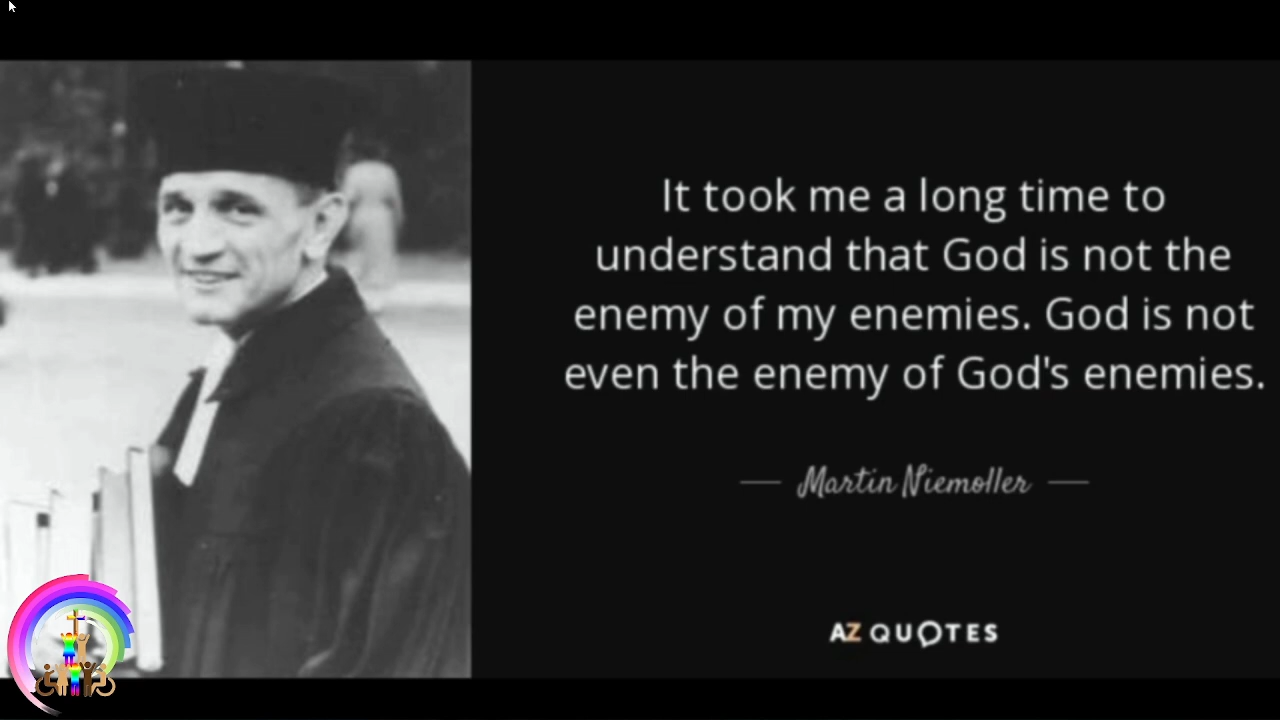 It took me a long time to
understand that God is not the
enemy of my enemies. God is not
even the enemy of God's enemies.
Martin Niemoller
AZ QUOTES